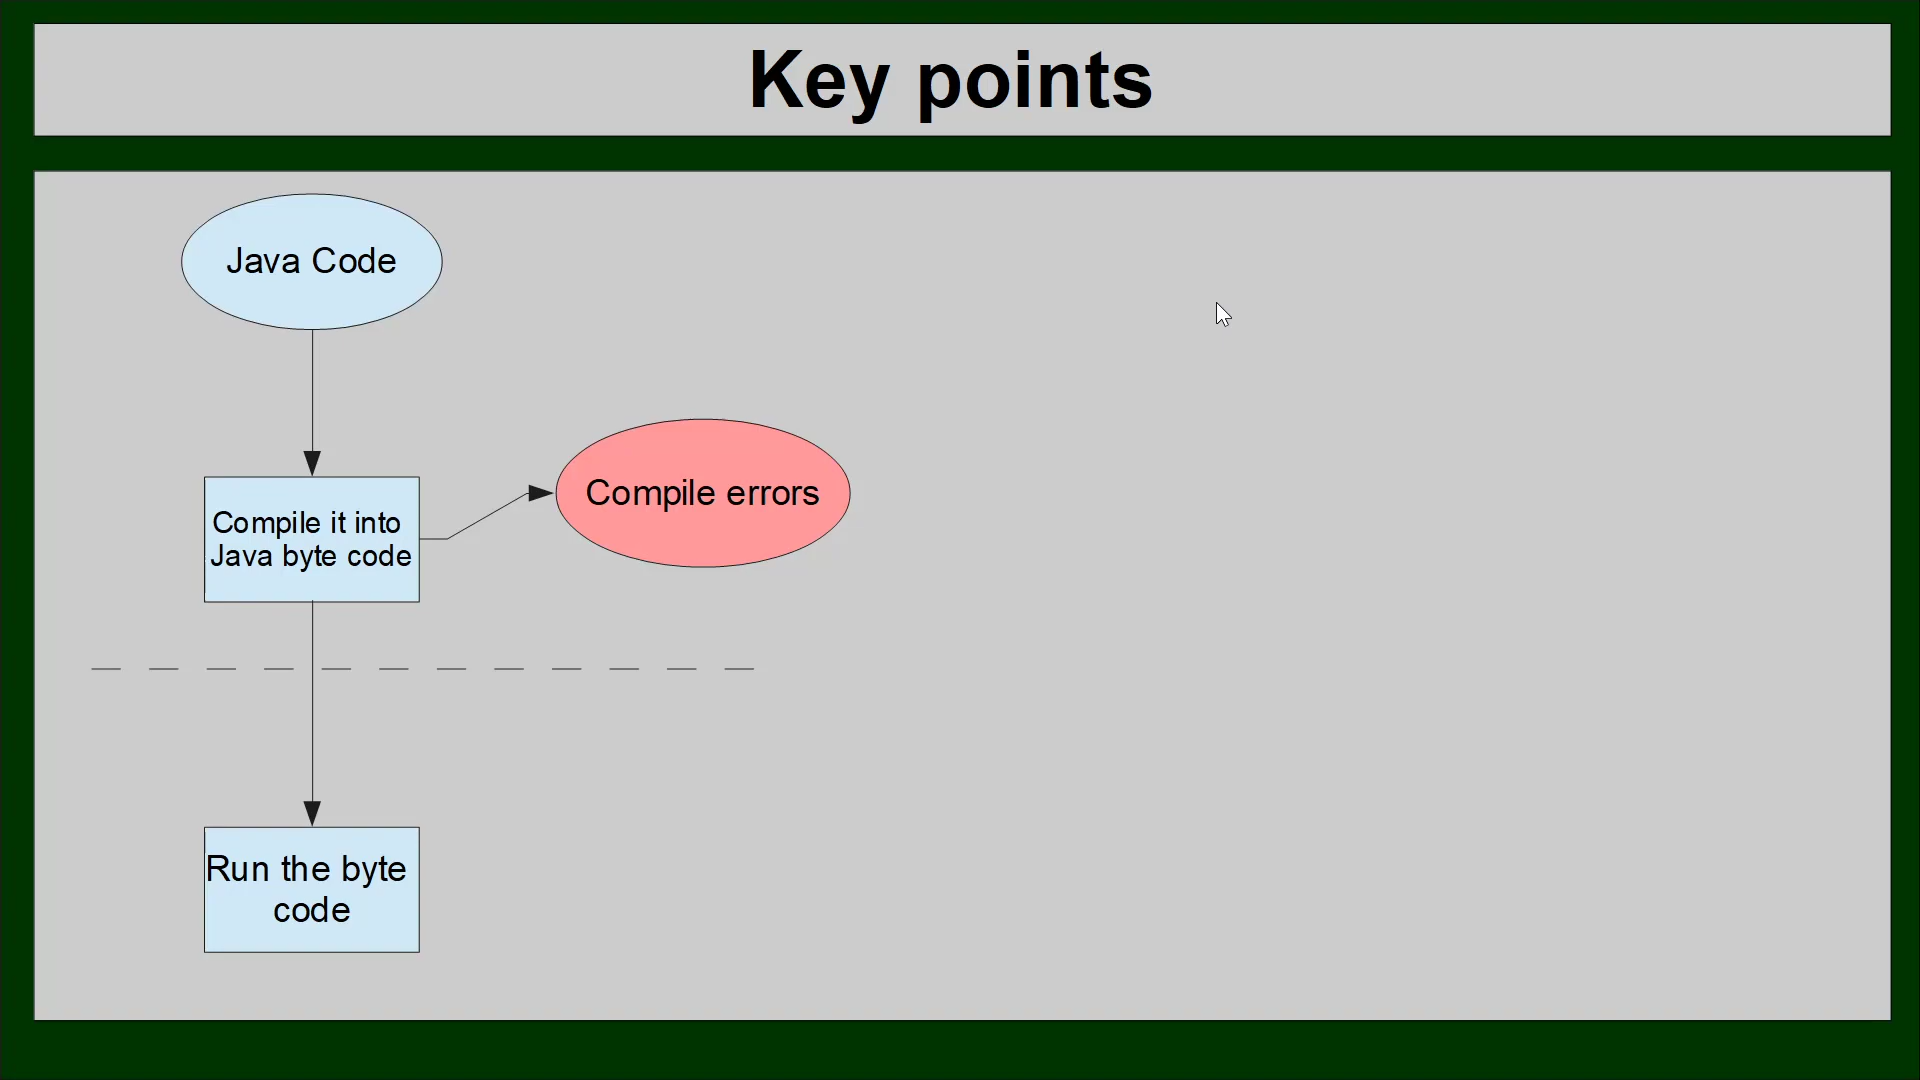 Key points
Java Code
Compile it into
Java byte code
Compile errors
Run the byte
code